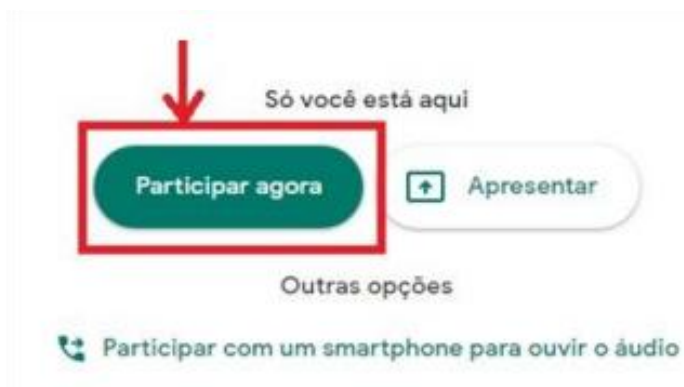 Só você está aqui
Participar agora
Apresentar
Outras opções
Participar com um smartphone para ouvir o áudio